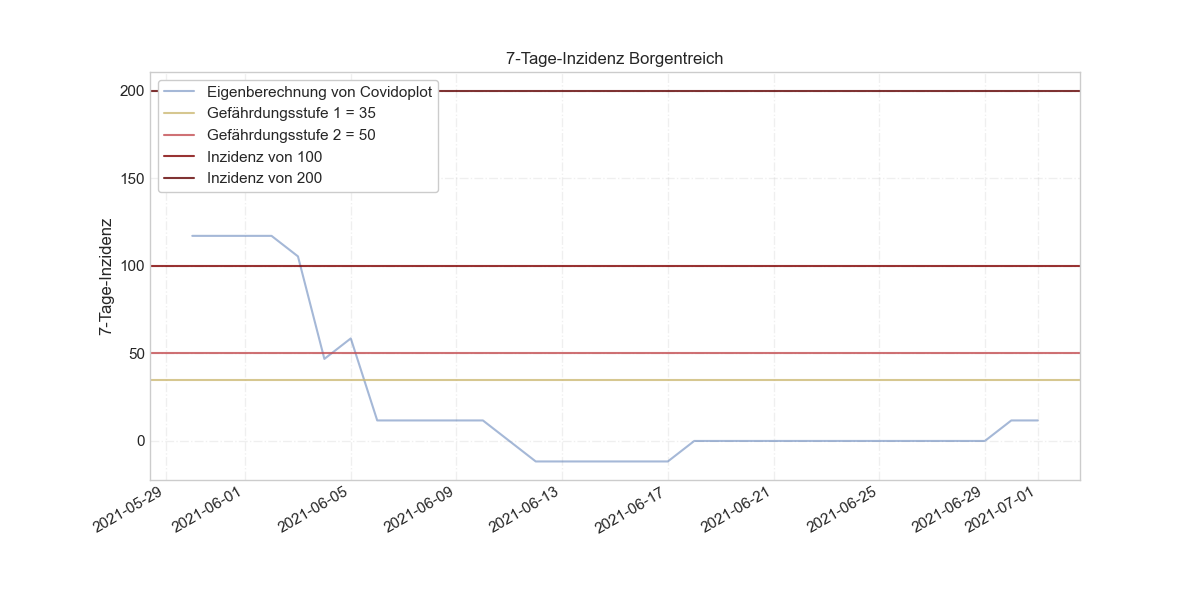 7-Tage-Inzidenz Borgentreich
Eigenberechnung von Covidoplot
Gefährdungsstufe 1 = 35
Gefährdungsstufe 2 = 50
Inzidenz von 100
Inzidenz von 200
7-Tage-Inzidenz
200
150
100
50
0
2021-05-29
2021-06-01
2021-06-05
2021-06-09
2021-06-13
2021-06-17
2021-06-21
2021-06-25
2021-06-29
2021-07-01